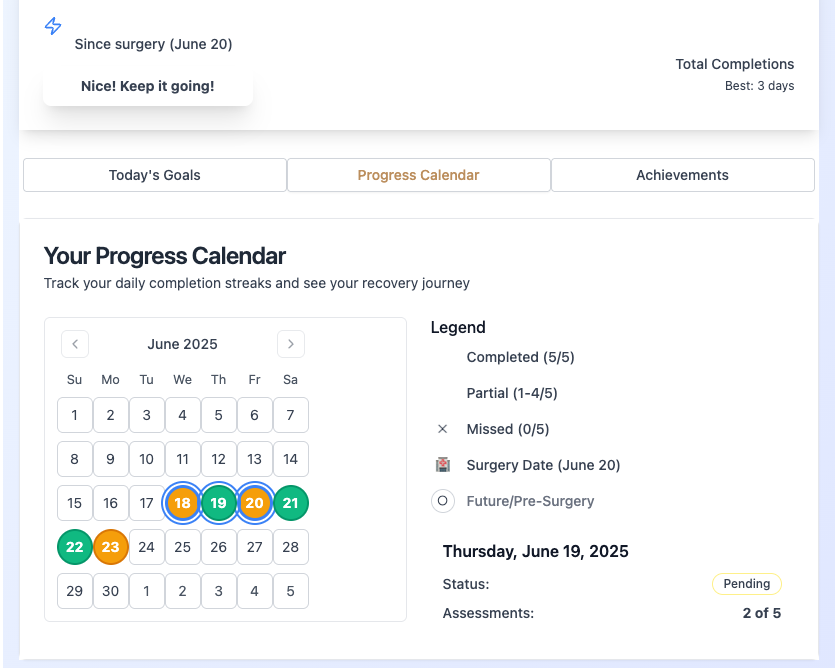 Since surgery (June 20)
Nice! Keep it going!
Total Completions
Best: 3 days
Today's Goals
Progress Calendar
Achievements
Your Progress Calendar
Track your daily completion streaks and see your recovery journey
June 2025
Su Mo Tu We Th Fr Sa
1 2 3 4 5 6 7
8 9 10 11 12 13 14
15 16 17 18 19 20 21
22 23 24 25 26 27 28
29 30 1 2 3 4 5
Legend
Completed (5/5)
Partial (1-4/5)
Missed (0/5)
Surgery Date (June 20)
Future/Pre-Surgery
Thursday, June 19, 2025
Status: Pending
Assessments: 2 of 5